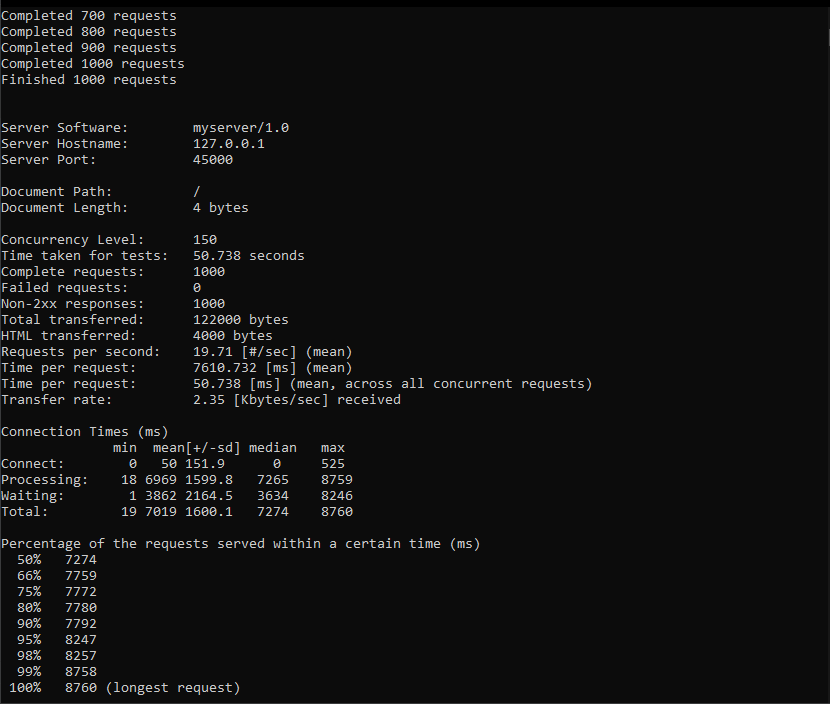 Completed 700 requests
Completed 800 requests
Completed 900 requests
Completed 1000 requests
Finished 1000 requests
Server Software: myserver/1.0
Server Hostname: 127.0.0.1
Server Port: 45000
Document Path: /
Document Length: 4 bytes
Concurrency Level: 150
Time taken for tests: 50.738 seconds
Complete requests: 1000
Failed requests: 0
Non-2xx responses: 1000
Total transferred: 122000 bytes
HTML transferred: 4000 bytes
Requests per second: 19.71 [#/sec] (mean)
Time per request: 7610.732 [ms] (mean)
Time per request: 50.738 [ms] (mean, across all concurrent requests)
Transfer rate: 2.35 [Kbytes/sec] received
Connection Times (ms)
min mean[+/-sd] median max
Connect: 0 50 151.9 0 525
Processing: 18 6969 1599.8 7265 8759
Waiting: 1 3862 2164.5 3634 8246
Total: 19 7019 1600.1 7274 8760
Percentage of the requests served within a certain time (ms)
50% 7274
66% 7759
75% 7772
80% 7780
90% 7792
95% 8247
98% 8257
99% 8758
100% 8760 (longest request)